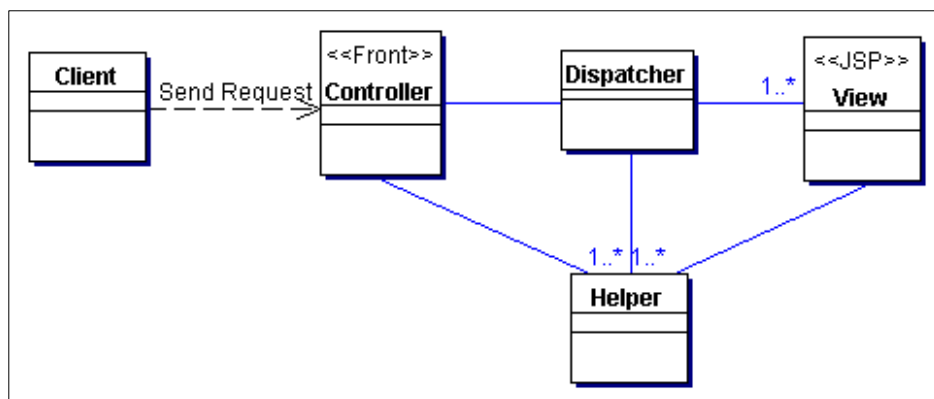 Client
Send Request
<<Front>>
Controller
Dispatcher
1..*
<<JSP>>
View
1..* 1..*
Helper